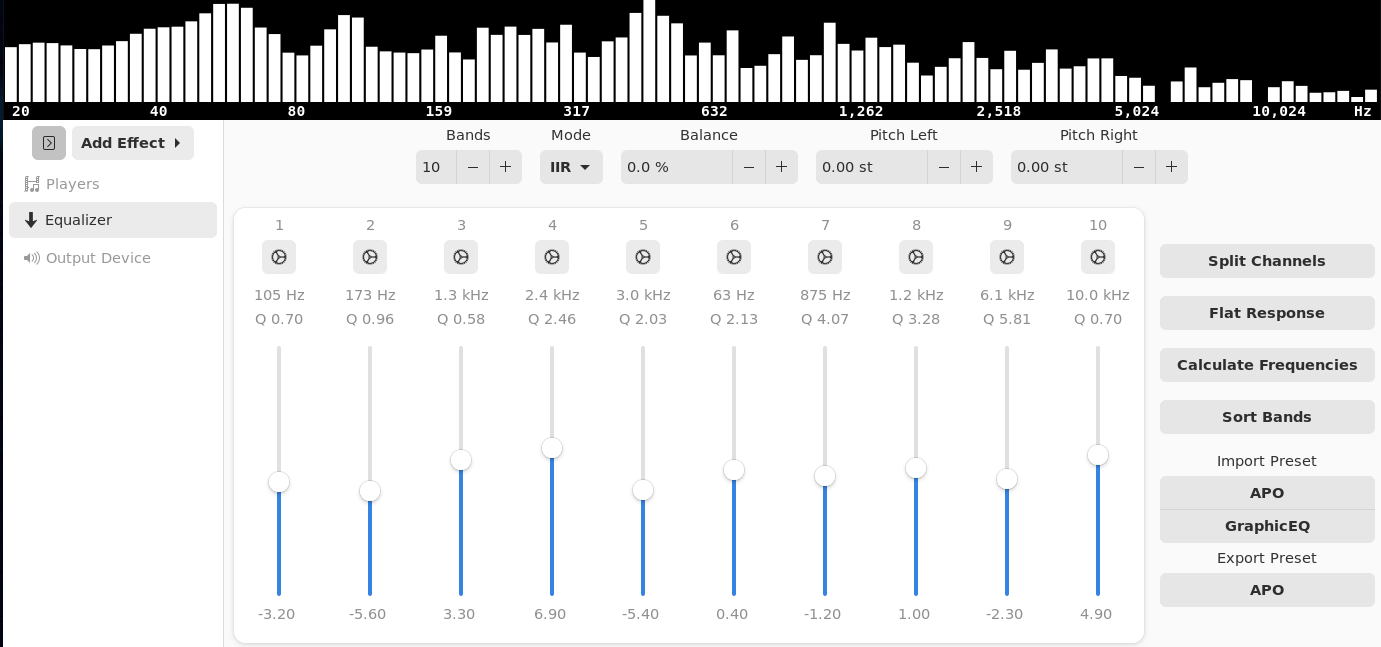 20 40 80 159 317 632 1,262 2,518 5,024 10,024 Hz
Add Effect
Players
Equalizer
Output Device
Bands Mode Balance Pitch Left Pitch Right
10 − + IIR 0.0 % − + 0.00 st − + 0.00 st − +
1 2 3 4 5 6 7 8 9 10
105 Hz 173 Hz 1.3 kHz 2.4 kHz 3.0 kHz 63 Hz 875 Hz 1.2 kHz 6.1 kHz 10.0 kHz
Q 0.70 Q 0.96 Q 0.58 Q 2.46 Q 2.03 Q 2.13 Q 4.07 Q 3.28 Q 5.81 Q 0.70
-3.20 -5.60 3.30 6.90 -5.40 0.40 -1.20 1.00 -2.30 4.90
Split Channels
Flat Response
Calculate Frequencies
Sort Bands
Import Preset
APO
GraphicEQ
Export Preset
APO